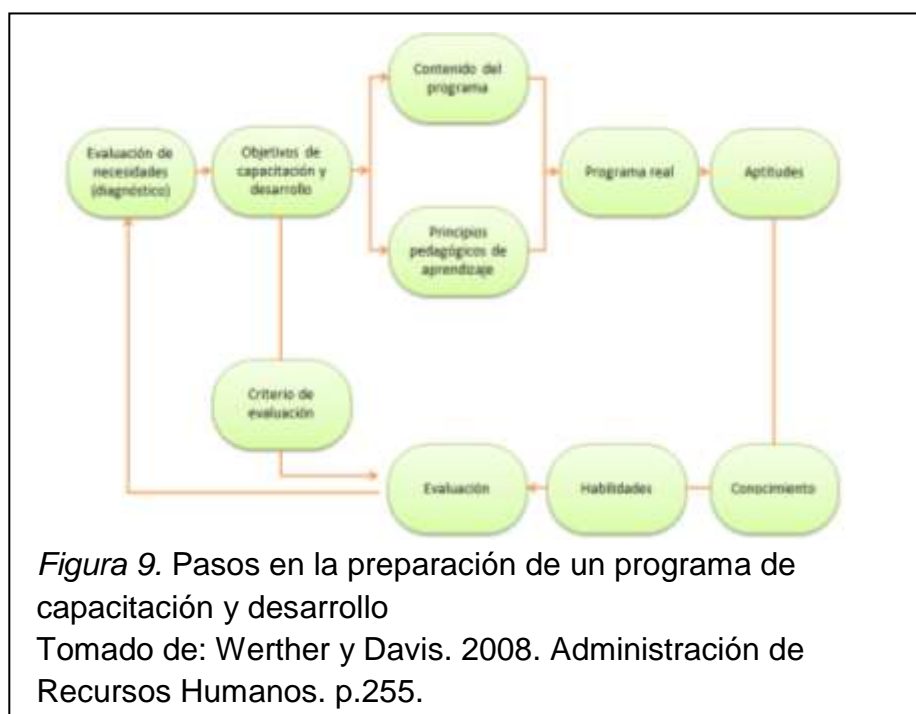 Contenido del
programa
Evaluación de
necesidades
(diagnóstico)
Objetivos de
capacitación y
desarrollo
Programa real
Aptitudes
Principios
pedagógicos de
aprendizaje
Criterio de
evaluación
Evaluación
Habilidades
Conocimiento
Figura 9. Pasos en la preparación de un programa de
capacitación y desarrollo
Tomado de: Werther y Davis. 2008. Administración de
Recursos Humanos. p.255.